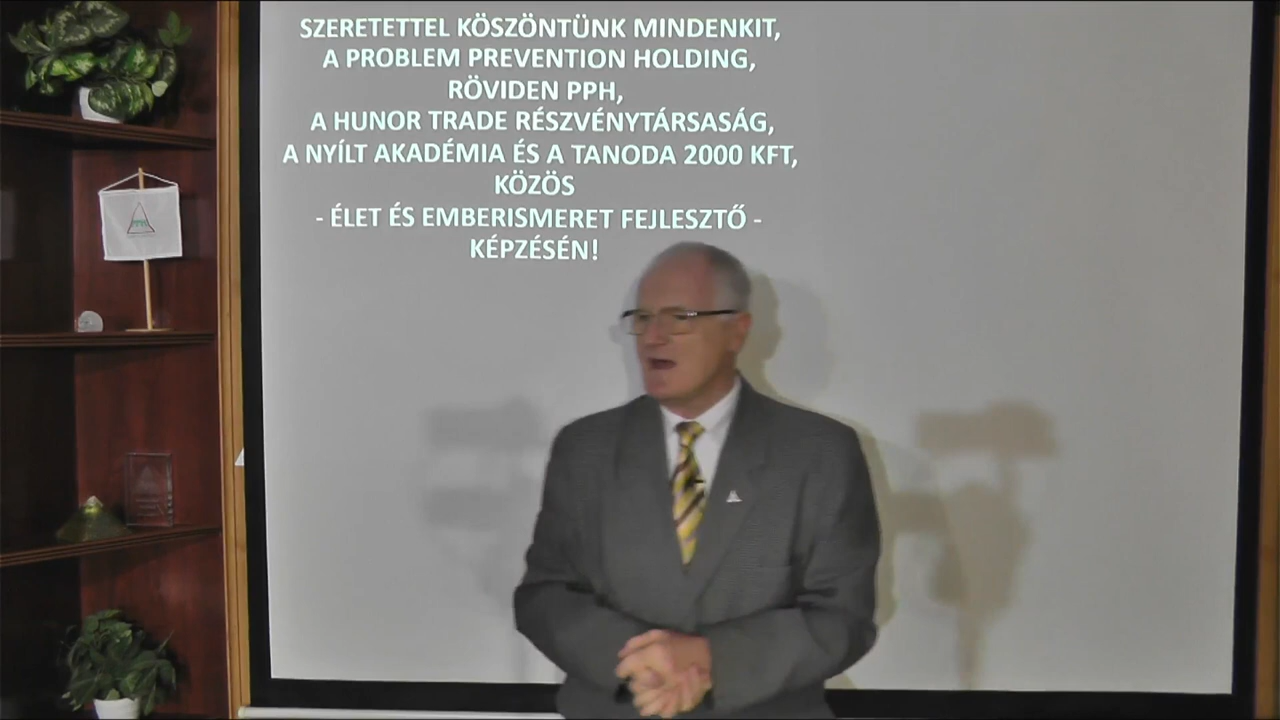 SZERETETTEL KÖSZÖNTÜNK MINDENKIT,
A PROBLEM PREVENTION HOLDING,
RÖVIDEN PPH,
A HUNOR TRADE RÉSZVÉNYTÁRSASÁG,
A NYÍLT AKADÉMIA ÉS A TANODA 2000 KFT,
KÖZÖS
- ÉLET ÉS EMBERISMERET FEJLESZTŐ -
KÉPZÉSÉN!